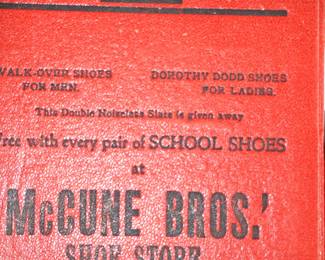 WALK-OVER SHOES DOROTHY DODD SHOES
FOR MEN. FOR LADIES.
This Double Noiseless Slate is given away
Free with every pair of SCHOOL SHOES
at
McCUNE BROS.'
SHOE STORE